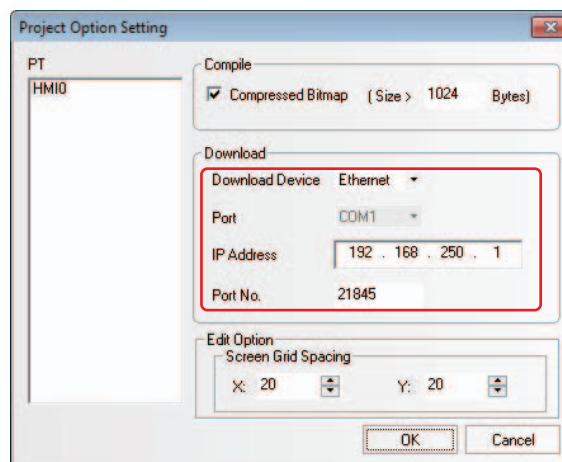 Project Option Setting
PT
HMI0
Compile
Compressed Bitmap ( Size > 1024 Bytes)
Download
Download Device Ethernet
Port COM1
IP Address 192 . 168 . 250 . 1
Port No. 21845
Edit Option
Screen Grid Spacing
X: 20 Y: 20
OK Cancel